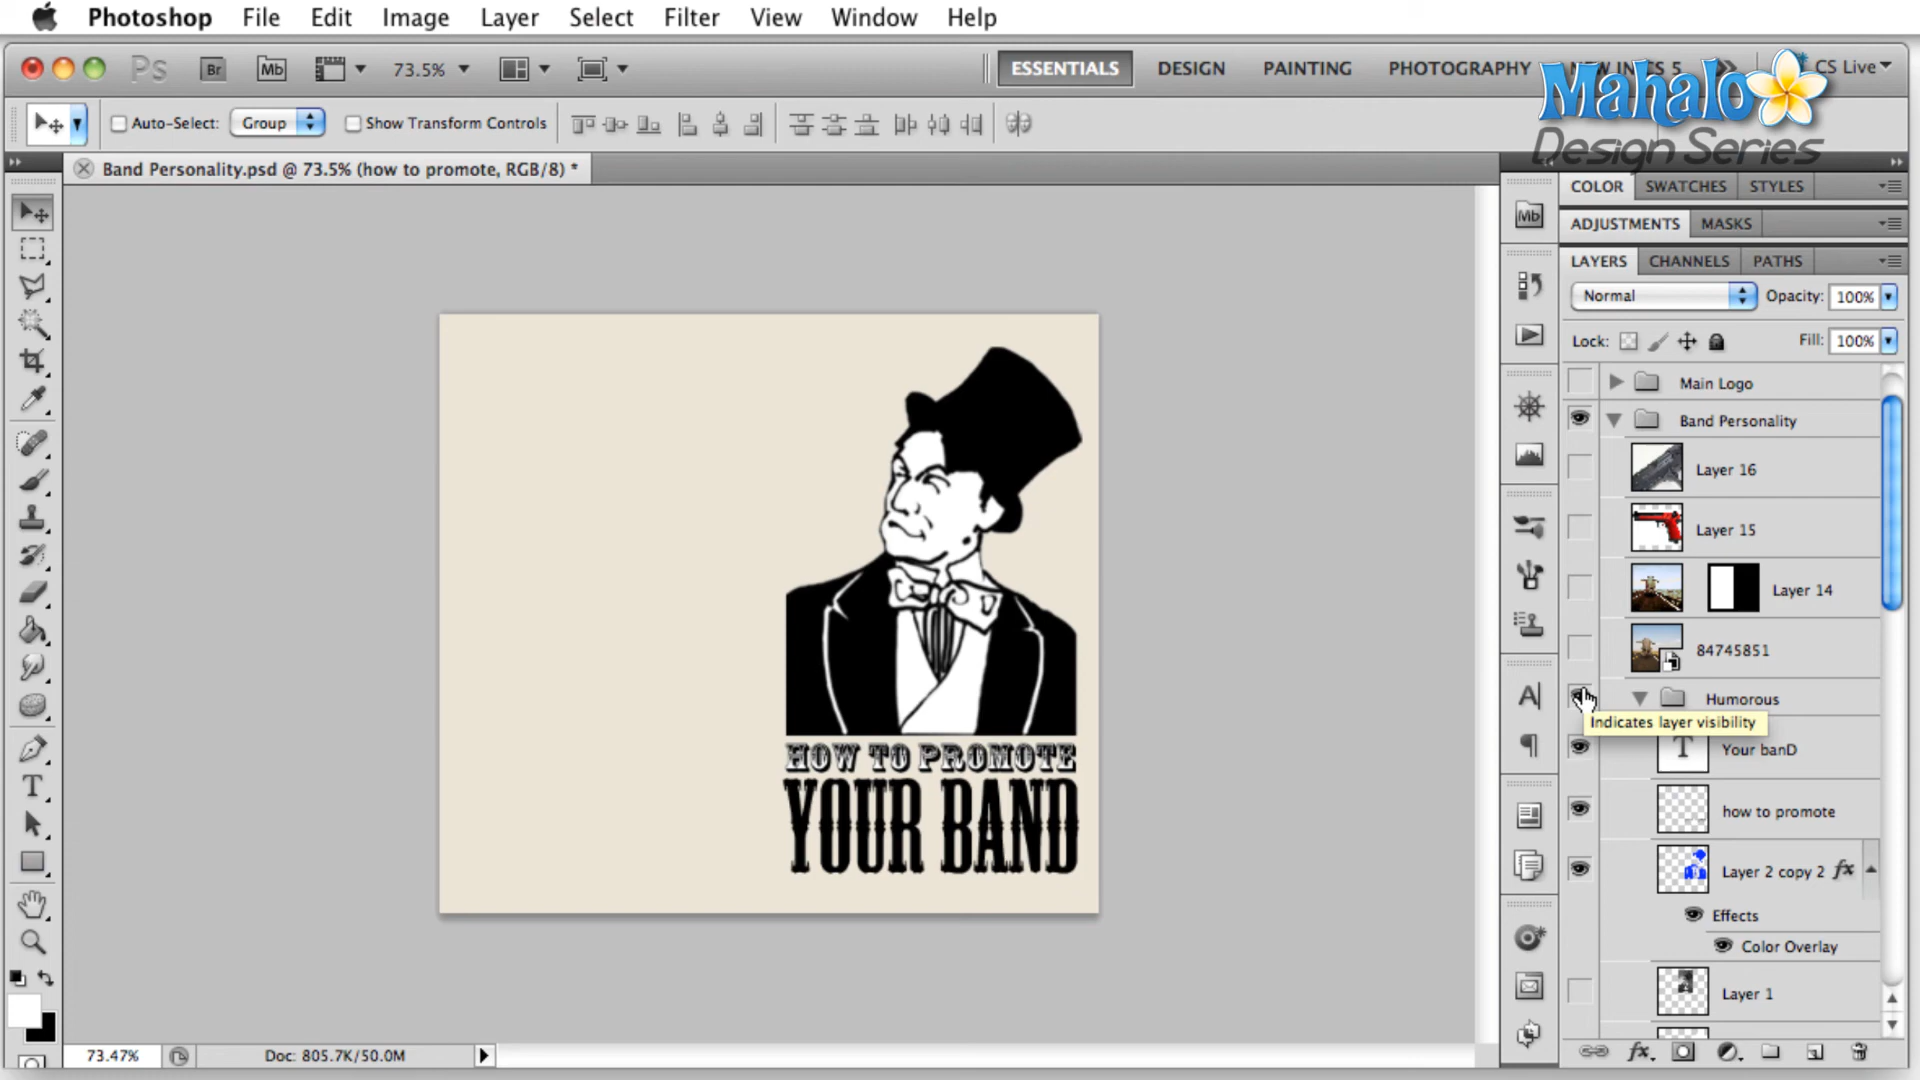 Photoshop File Edit Image Layer Select Filter View Window Help
Ps Br Mb 73.5% ESSENTIALS DESIGN PAINTING PHOTOGRAPHY CS Live
Mahalo
Design Series
Auto-Select: Group Show Transform Controls
Band Personality.psd @ 73.5% (how to promote, RGB/8) *
COLOR SWATCHES STYLES
Mb
ADJUSTMENTS MASKS
LAYERS CHANNELS PATHS
Normal Opacity: 100%
Lock: Fill: 100%
Main Logo
Band Personality
Layer 16
Layer 15
Layer 14
84745851
Humorous
Indicates layer visibility
Your banD
how to promote
Layer 2 copy 2 fx
Effects
Color Overlay
Layer 1
HOW TO PROMOTE
YOUR BAND
73.47% Doc: 805.7K/50.0M